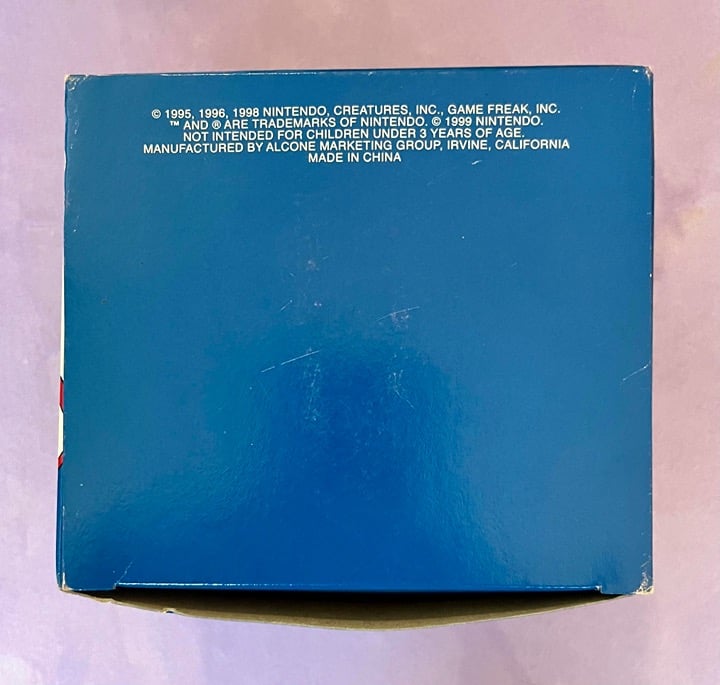 © 1995, 1996, 1998 NINTENDO, CREATURES, INC., GAME FREAK, INC.
™ AND ® ARE TRADEMARKS OF NINTENDO. © 1999 NINTENDO.
NOT INTENDED FOR CHILDREN UNDER 3 YEARS OF AGE.
MANUFACTURED BY ALCONE MARKETING GROUP, IRVINE, CALIFORNIA
MADE IN CHINA